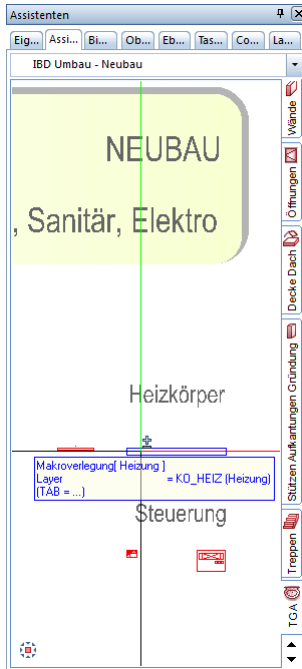 Assistenten
Eig... Assi... Bi... Ob... Eb... Tas... Co... La...
IBD Umbau - Neubau
NEUBAU
, Sanitär, Elektro
Heizkörper
Makroverlegung[ Heizung ]
Layer = KO_HEIZ (Heizung)
(TAB = ...)
Steuerung
Wände
Öffnungen
Decke Dach
Stützen Aufkantungen Gründung
Treppen
TGA